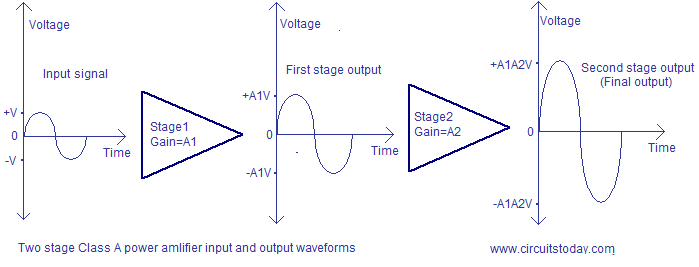 Voltage
Input signal
+V
0
-V
Time
Stage1
Gain=A1
Voltage
First stage output
+A1V
0
-A1V
Time
Stage2
Gain=A2
Voltage
Second stage output
(Final output)
+A1A2V
0
-A1A2V
Time
Two stage Class A power amlifier input and output waveforms
www.circuitstoday.com